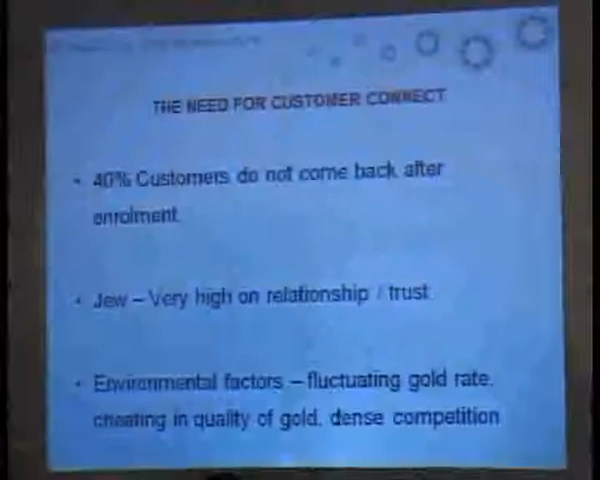 THE NEED FOR CUSTOMER CONNECT
• 40% Customers do not come back after
enrolment.
• Jew – Very high on relationship / trust
• Environmental factors – fluctuating gold rate,
cheating in quality of gold, dense competition